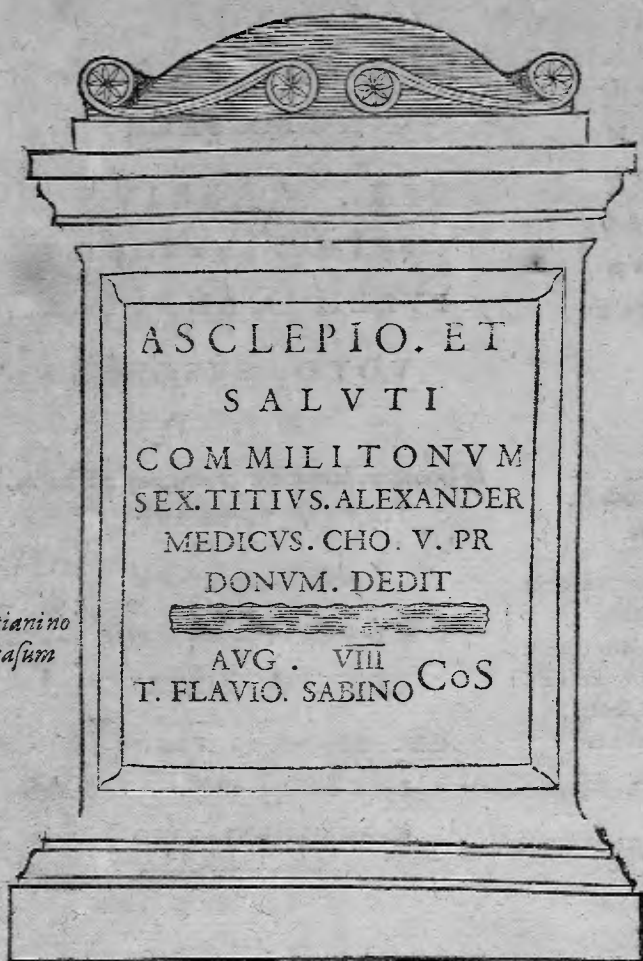 ASCLEPIO. ET
SALVTI
COMMILITONVM
SEX. TITIVS. ALEXANDER
MEDICVS. CHO. V. PR
DONVM. DEDIT
AVG . VIII
T. FLAVIO. SABINO CoS